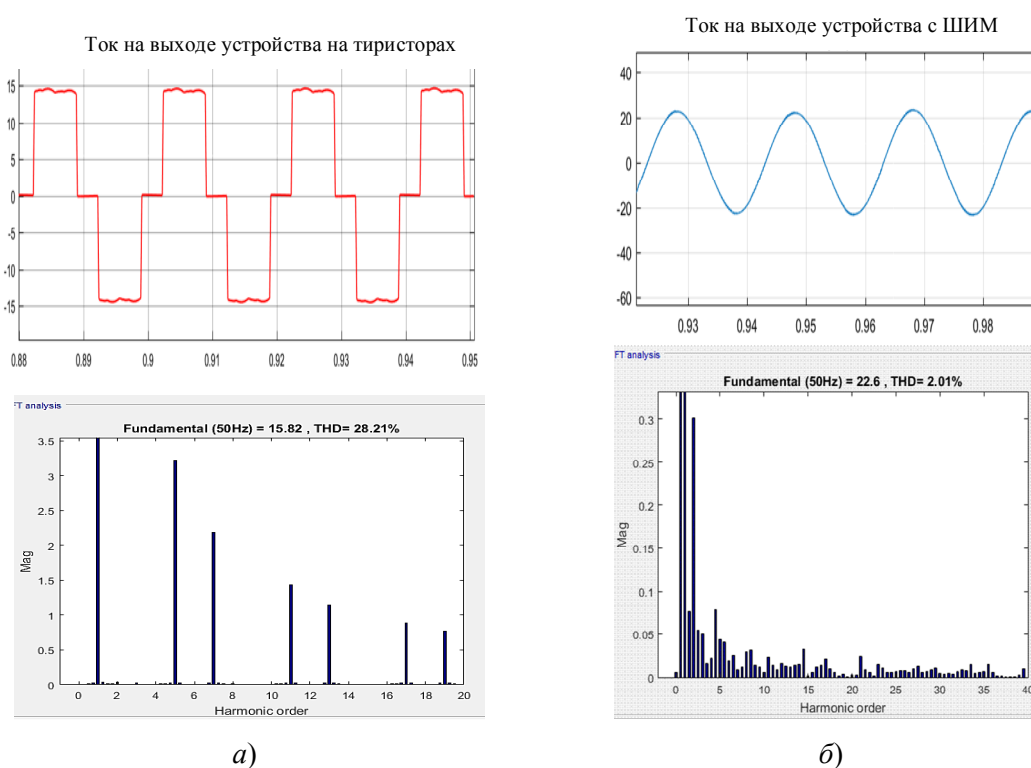 Ток на выходе устройства на тиристорах
15
10
5
0
-5
-10
-15
0.88 0.89 0.9 0.91 0.92 0.93 0.94 0.95
FT analysis
Fundamental (50Hz) = 15.82 , THD= 28.21%
3.5
3
2.5
2
1.5
1
0.5
0
Mag
0 2 4 6 8 10 12 14 16 18 20
Harmonic order
а)
Ток на выходе устройства с ШИМ
40
20
0
-20
-40
-60
0.93 0.94 0.95 0.96 0.97 0.98
FT analysis
Fundamental (50Hz) = 22.6 , THD= 2.01%
0.3
0.25
0.2
0.15
0.1
0.05
0
Mag
0 5 10 15 20 25 30 35 40
Harmonic order
б)